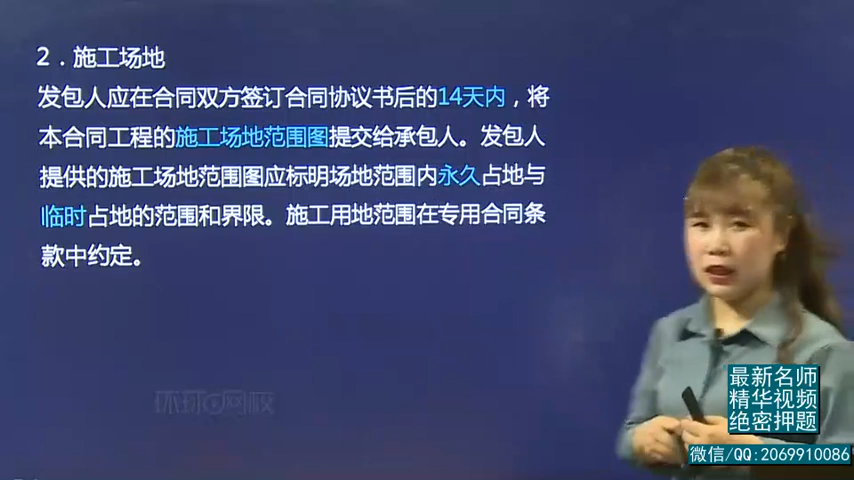 2．施工场地
发包人应在合同双方签订合同协议书后的14天内，将
本合同工程的施工场地范围图提交给承包人。发包人
提供的施工场地范围图应标明场地范围内永久占地与
临时占地的范围和界限。施工用地范围在专用合同条
款中约定。
环球网校
最新名师
精华视频
绝密押题
微信/QQ:2069910086